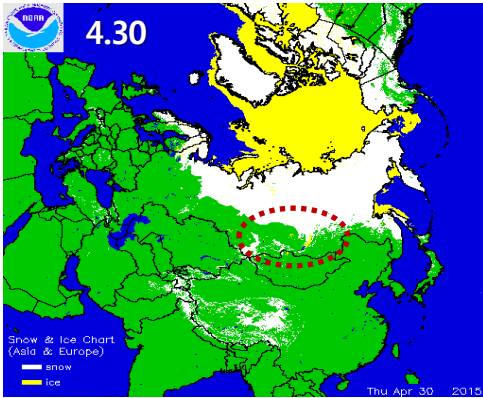 NOAA
4.30
Snow & Ice Chart
(Asia & Europe)
snow
ice
Thu Apr 30 2015